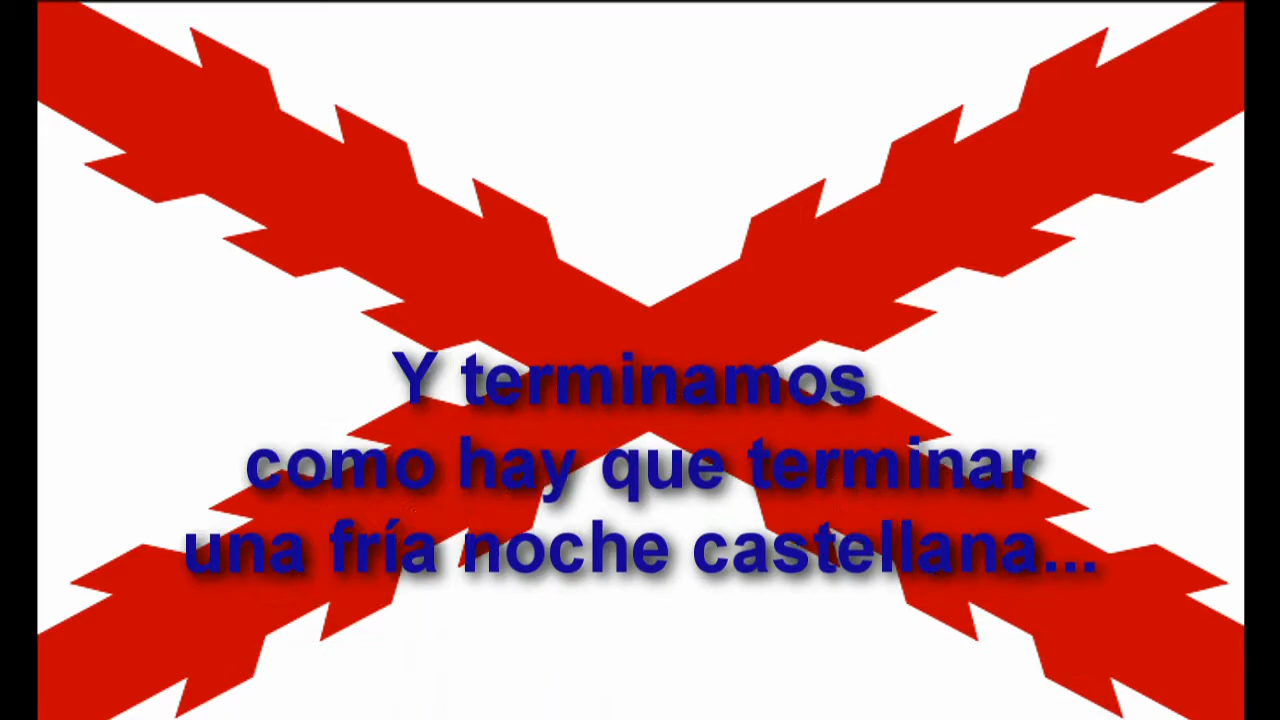 Y terminamos
como hay que terminar
una fría noche castellana...